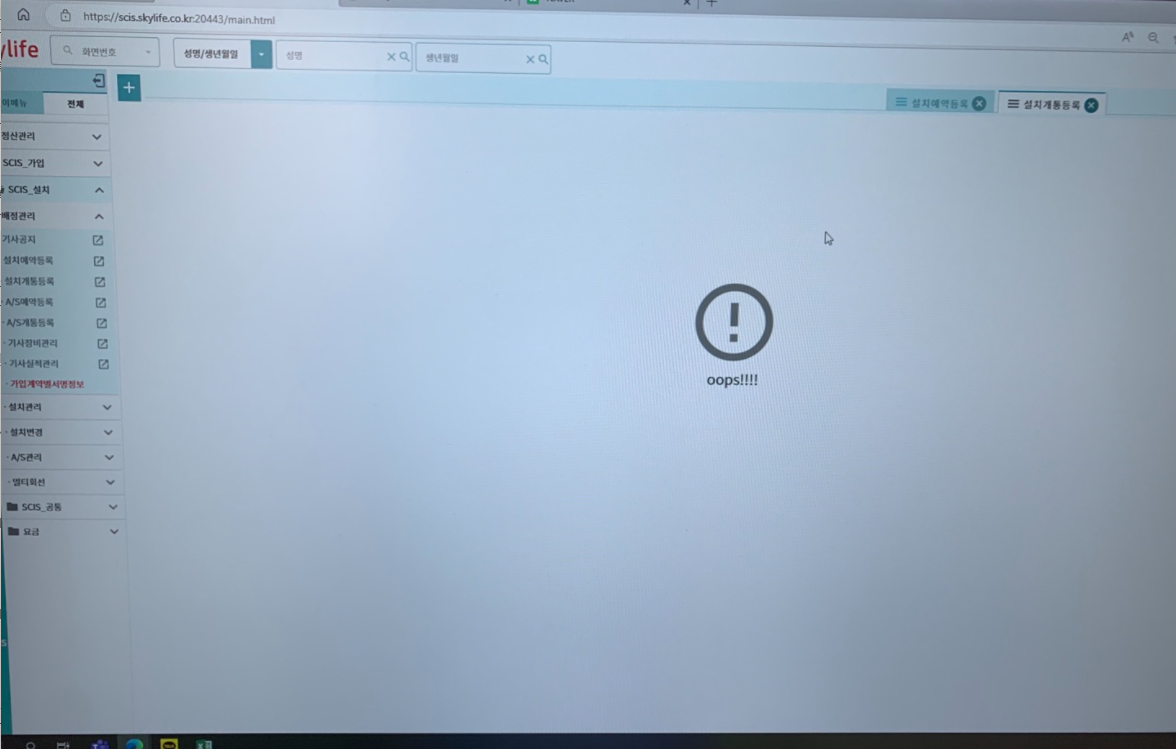 https://scis.skylife.co.kr:20443/main.html
ylife
화면번호
성명/생년월일
성명
생년월일
이메뉴
전체
설치예약등록
설치개통등록
정산관리
SCIS_가입
SCIS_설치
배정관리
기사공지
설치예약등록
설치개통등록
· A/S예약등록
· A/S개통등록
· 기사장비관리
· 기사실적관리
· 가입계약별서명정보
· 설치관리
· 설치변경
· A/S관리
· 멀티회선
SCIS_공통
요금
oops!!!!